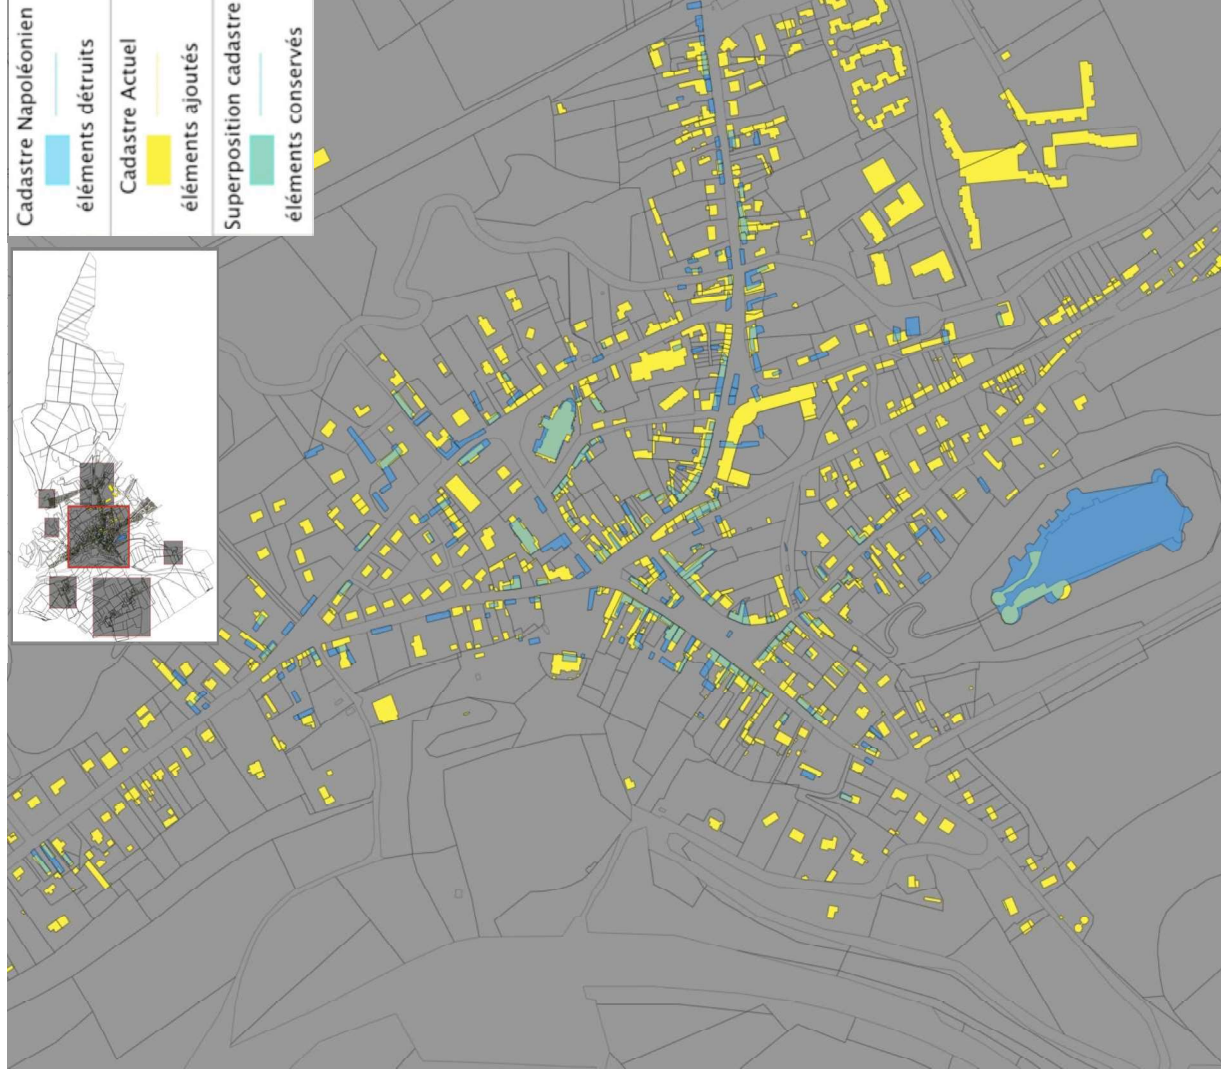 Cadastre Napoléonien
éléments détruits
Cadastre Actuel
éléments ajoutés
Superposition cadastre
éléments conservés